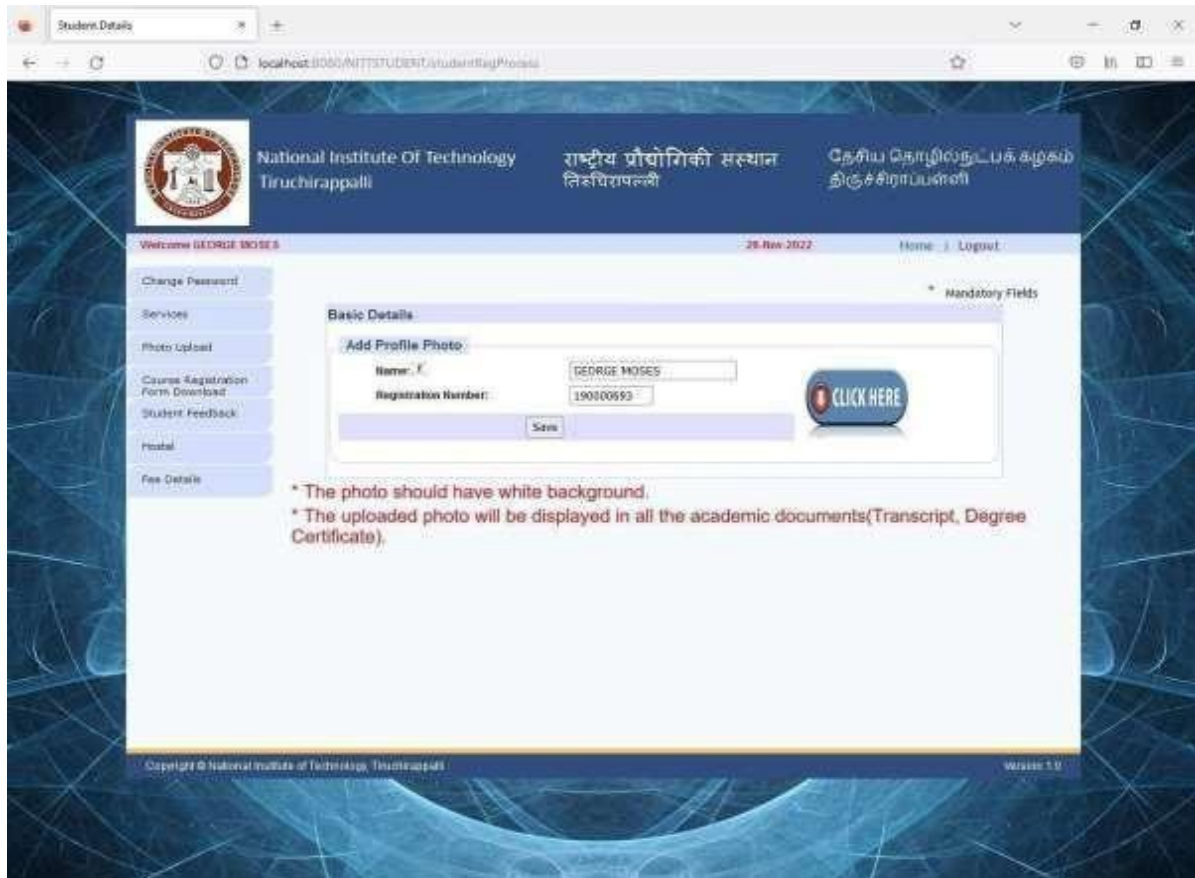 Student Details
localhost:8080/NITTSTUDENT/studentRegProcess
National Institute Of Technology
Tiruchirappalli
राष्ट्रीय प्रौद्योगिकी संस्थान
तिरुचिरापल्ली
தேசிய தொழில்நுட்பக் கழகம்
திருச்சிராப்பள்ளி
Welcome GEORGE MOSES
28-Nov-2022
Home | Logout
Change Password
Services
Photo Upload
Course Registration
Form Download
Student Feedback
Hostel
Fee Details
* Mandatory Fields
Basic Details
Add Profile Photo
Name: *
GEORGE MOSES
Registration Number:
190000693
CLICK HERE
Save
* The photo should have white background.
* The uploaded photo will be displayed in all the academic documents(Transcript, Degree
Certificate).
Copyright © National Institute of Technology, Tiruchirappalli
Version 1.0